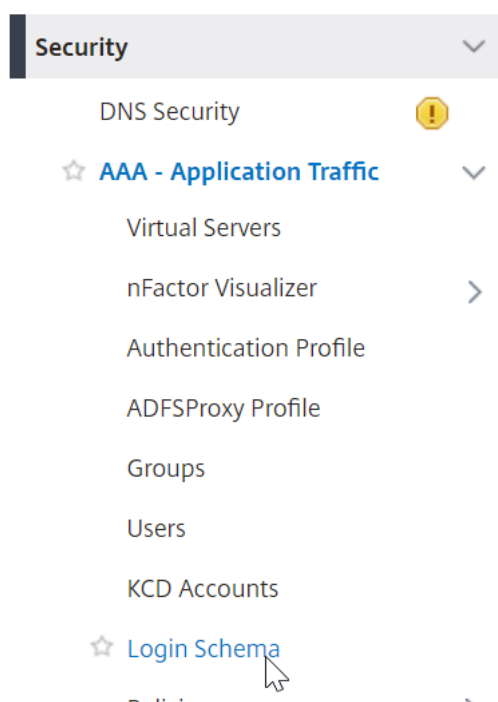 Security
DNS Security
AAA - Application Traffic
Virtual Servers
nFactor Visualizer
Authentication Profile
ADFSProxy Profile
Groups
Users
KCD Accounts
Login Schema